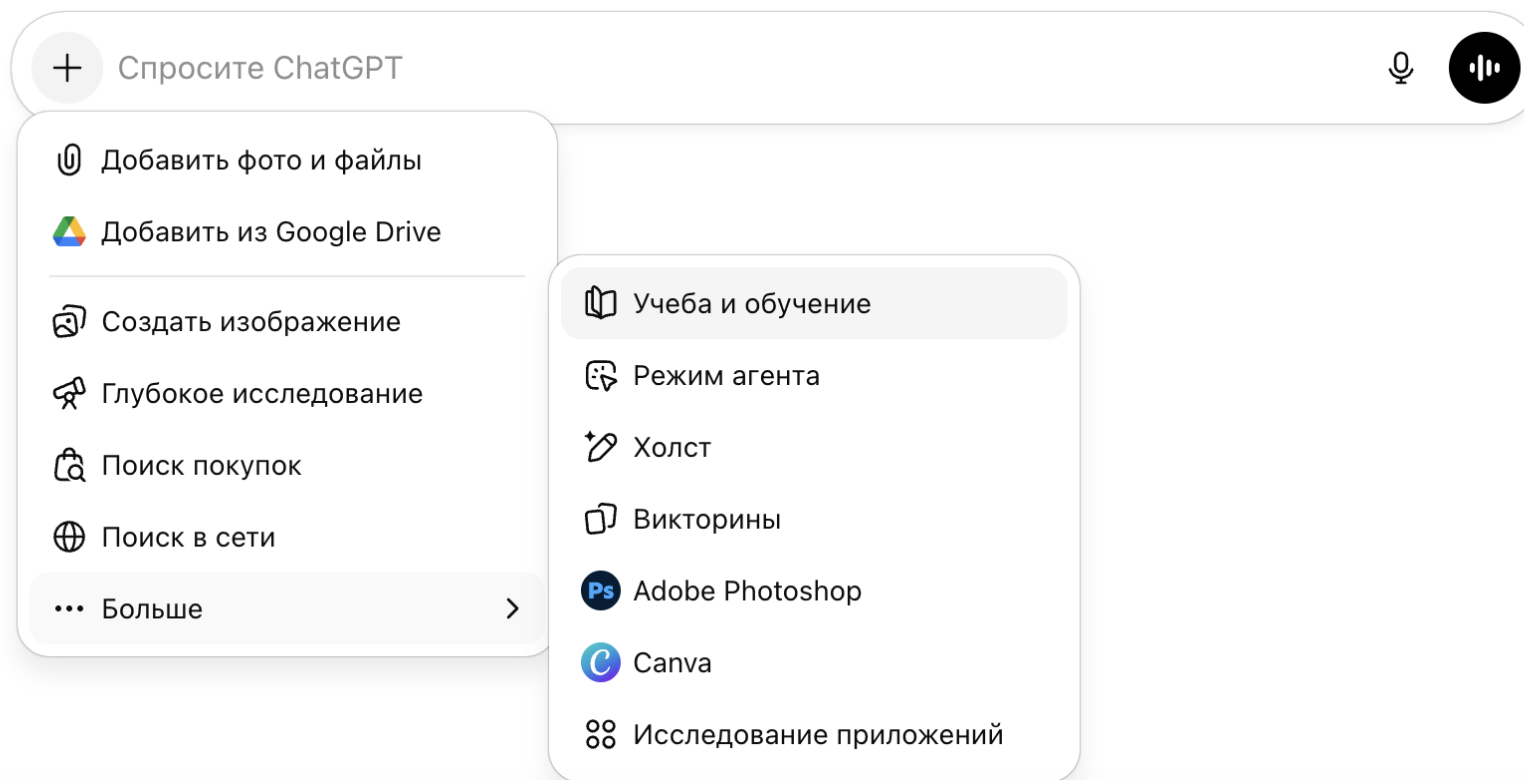 Спросите ChatGPT
Добавить фото и файлы
Добавить из Google Drive
Создать изображение
Глубокое исследование
Поиск покупок
Поиск в сети
Больше
Учеба и обучение
Режим агента
Холст
Викторины
Ps Adobe Photoshop
C Canva
Исследование приложений